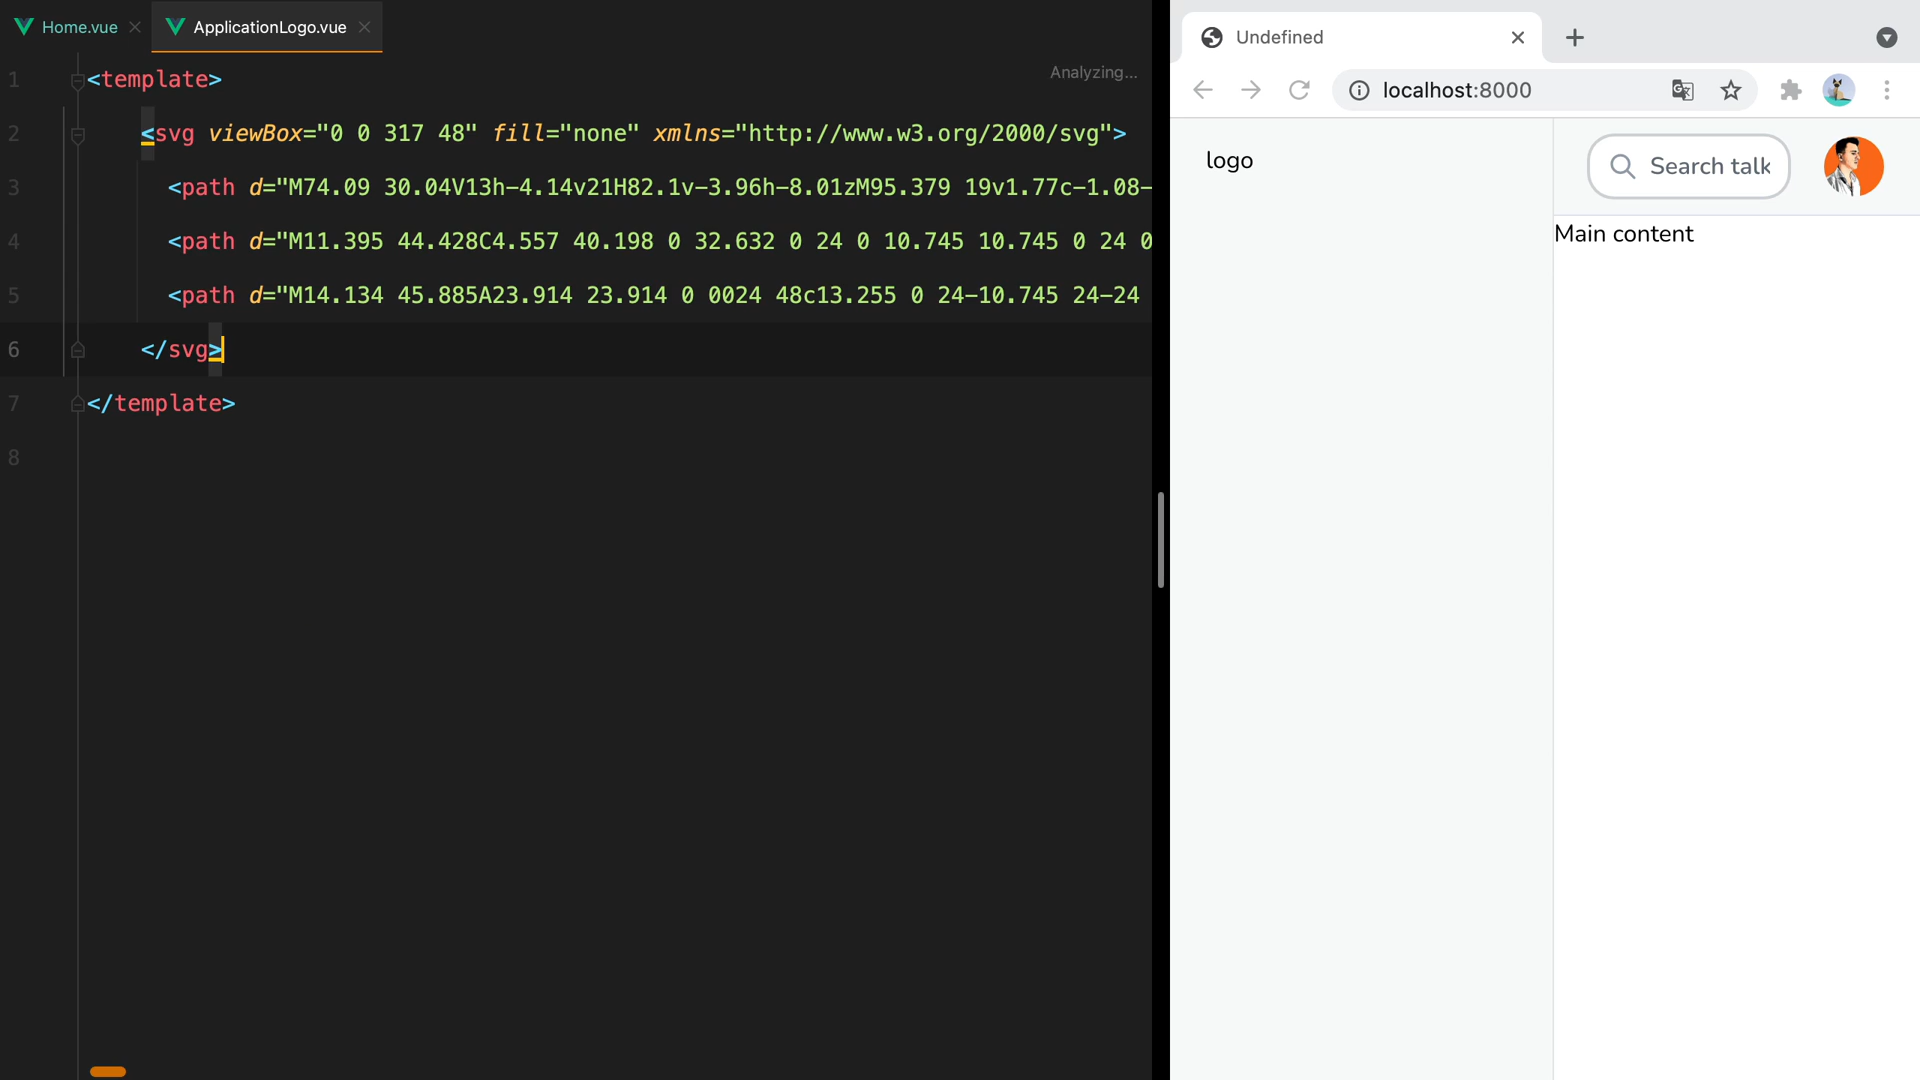 Home.vue
ApplicationLogo.vue
Analyzing...
1 <template>
2 <svg viewBox="0 0 317 48" fill="none" xmlns="http://www.w3.org/2000/svg">
3 <path d="M74.09 30.04V13h-4.14v21H82.1v-3.96h-8.01zM95.379 19v1.77c-1.08-
4 <path d="M11.395 44.428C4.557 40.198 0 32.632 0 24 0 10.745 10.745 0 24 0
5 <path d="M14.134 45.885A23.914 23.914 0 0024 48c13.255 0 24-10.745 24-24
6 </svg>
7 </template>
8
Undefined
localhost:8000
logo
Search talk
Main content